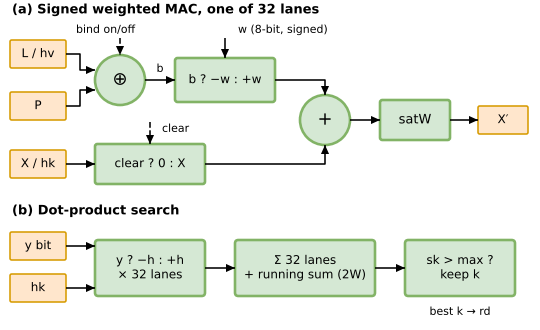 (a) Signed weighted MAC, one of 32 lanes
bind on/off
w (8-bit, signed)
L / hv
⊕
b
b ? −w : +w
P
clear
+
satW
X′
X / hk
clear ? 0 : X
(b) Dot-product search
y bit
y ? −h : +h
× 32 lanes
Σ 32 lanes
+ running sum (2W)
sk > max ?
keep k
hk
best k → rd